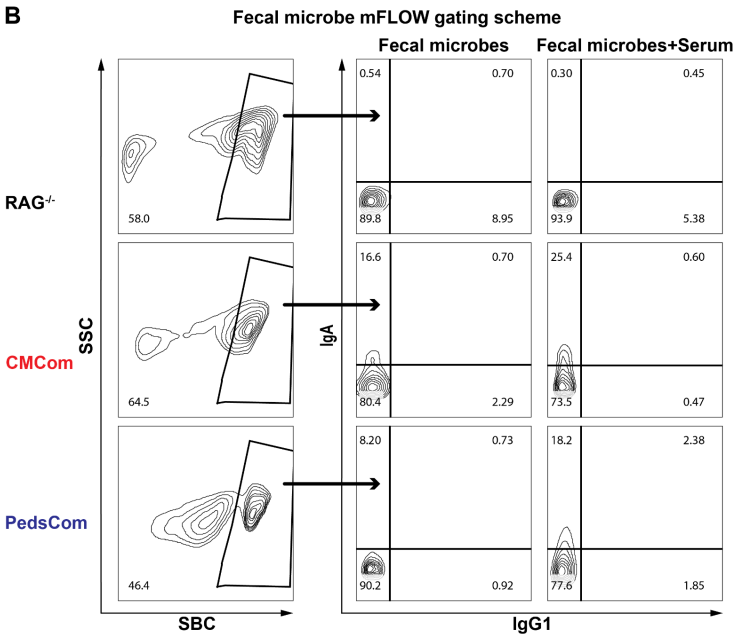 B
Fecal microbe mFLOW gating scheme
Fecal microbes Fecal microbes+Serum
0.54 0.70 0.30 0.45
RAG-/-
58.0 89.8 8.95 93.9 5.38
16.6 0.70 25.4 0.60
SSC IgA
CMCom
64.5 80.4 2.29 73.5 0.47
8.20 0.73 18.2 2.38
PedsCom
46.4 90.2 0.92 77.6 1.85
SBC IgG1